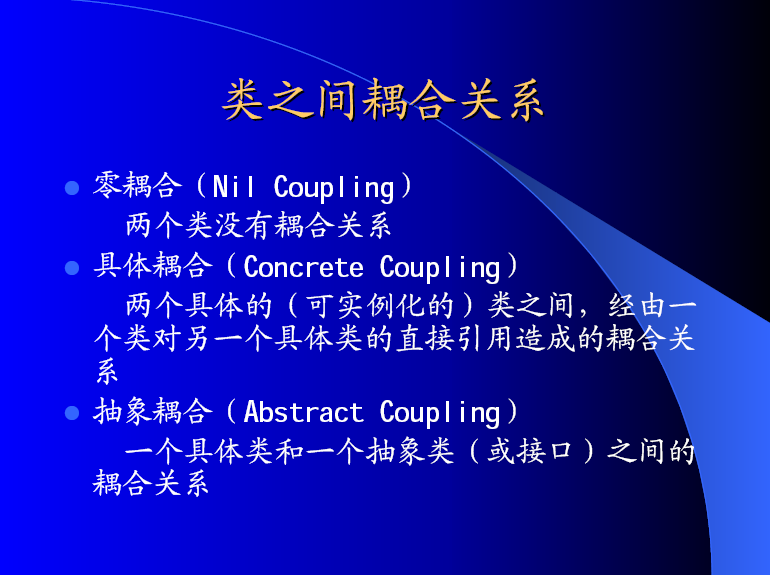 类之间耦合关系
零耦合（Nil Coupling）
两个类没有耦合关系
具体耦合（Concrete Coupling）
两个具体的（可实例化的）类之间，经由一
个类对另一个具体类的直接引用造成的耦合关
系
抽象耦合（Abstract Coupling）
一个具体类和一个抽象类（或接口）之间的
耦合关系